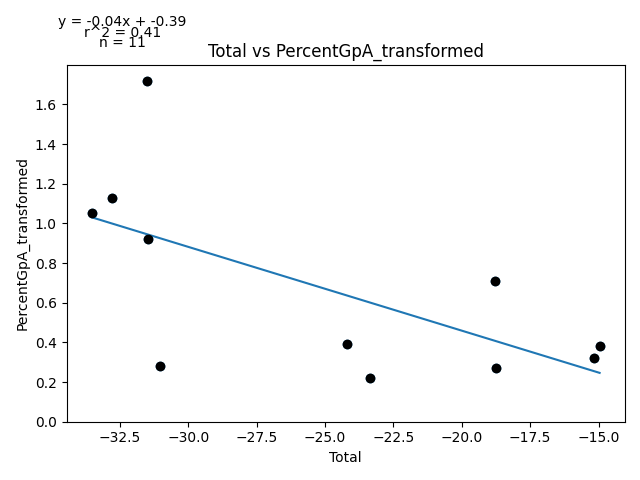 y = -0.04x + -0.39
r^2 = 0.41
n = 11
Total vs PercentGpA_transformed
1.6
1.4
1.2
1.0
0.8
0.6
0.4
0.2
0.0
PercentGpA_transformed
−32.5 −30.0 −27.5 −25.0 −22.5 −20.0 −17.5 −15.0
Total